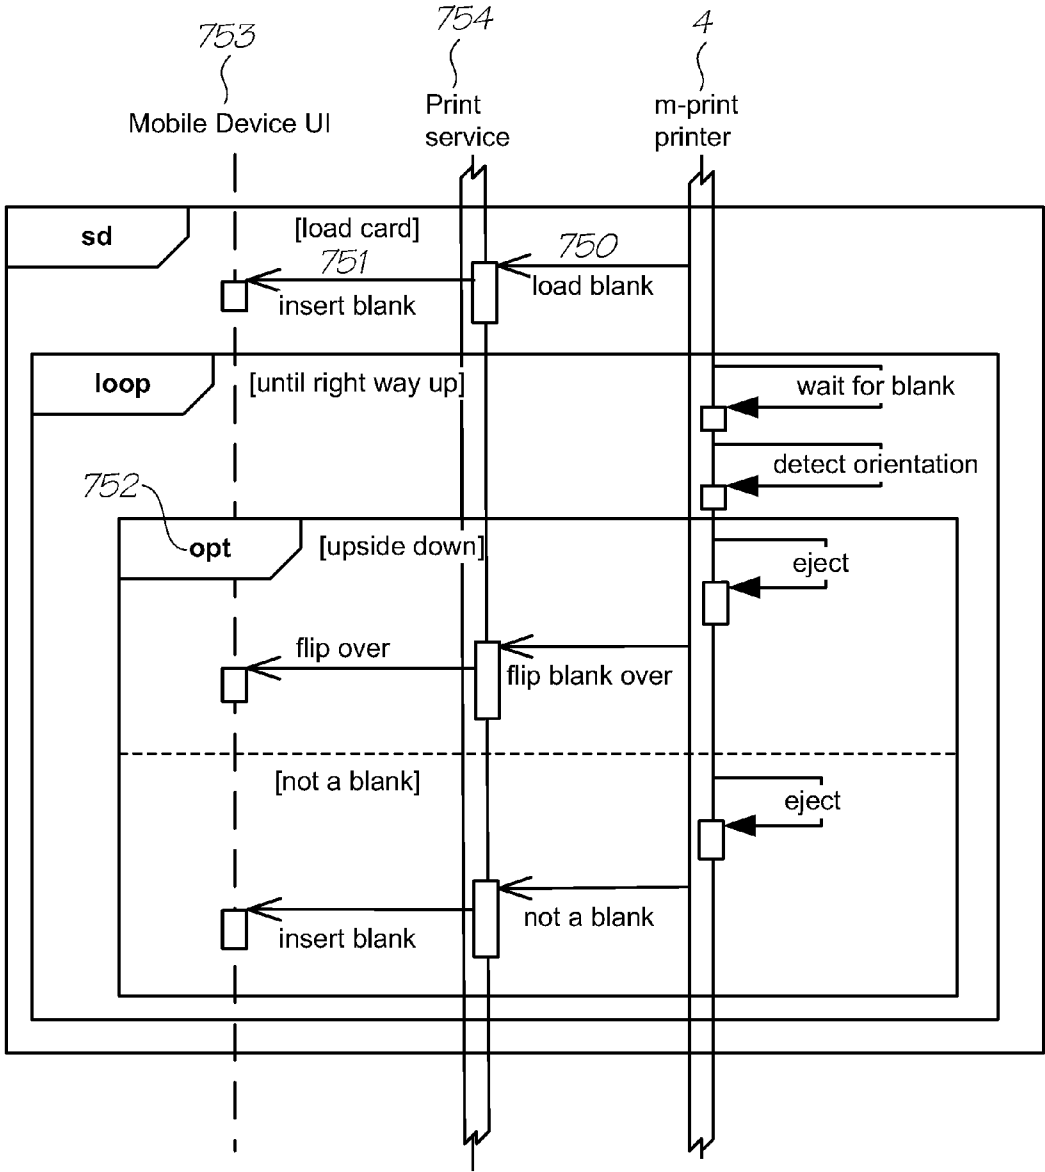 753
754
4
Mobile Device UI
Print
service
m-print
printer
sd
[load card]
751
750
insert blank
load blank
loop
[until right way up]
wait for blank
detect orientation
752
opt
[upside down]
eject
flip over
flip blank over
[not a blank]
eject
insert blank
not a blank